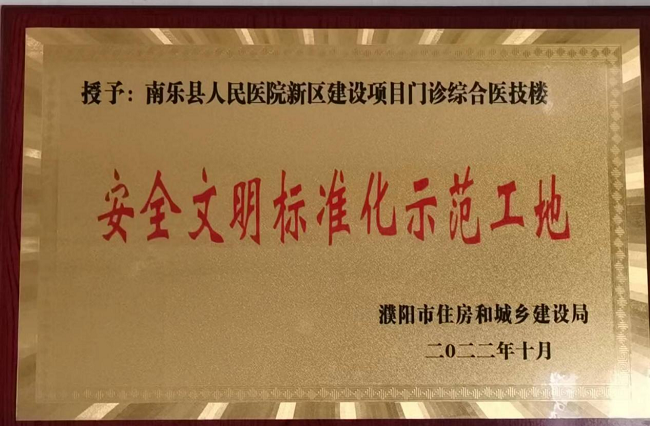 授予：南乐县人民医院新区建设项目门诊综合医技楼
安全文明标准化示范工地
濮阳市住房和城乡建设局
二〇二二年十月